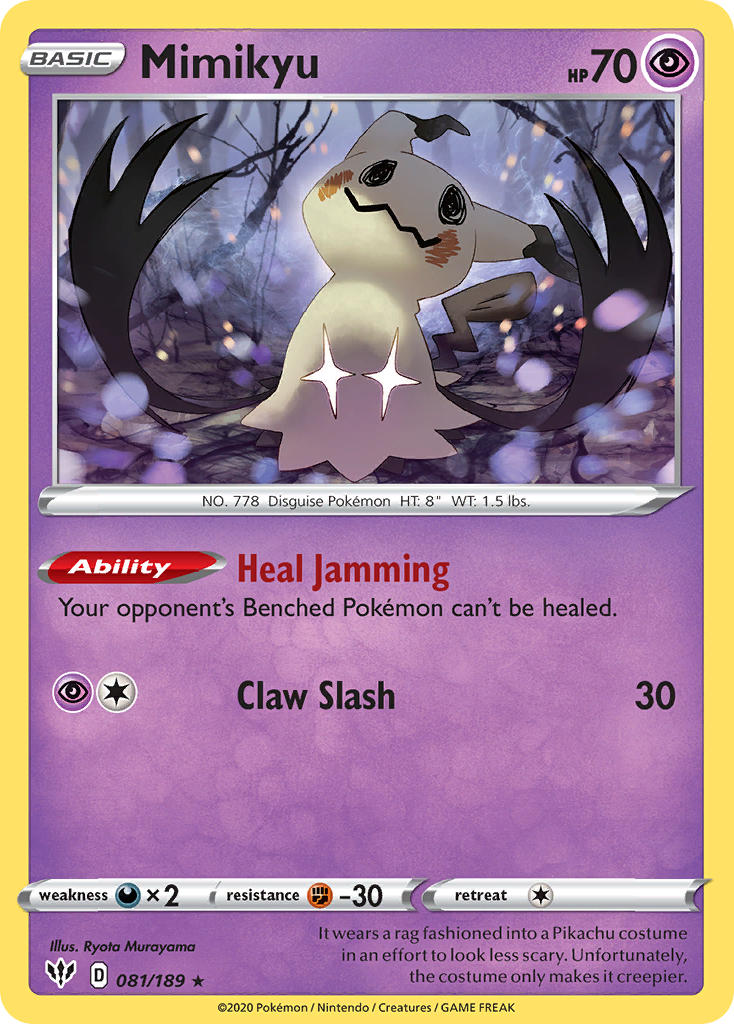 BASIC Mimikyu HP 70
NO. 778 Disguise Pokémon HT: 8" WT: 1.5 lbs.
Ability Heal Jamming
Your opponent's Benched Pokémon can't be healed.
Claw Slash 30
weakness ×2 resistance -30 retreat
Illus. Ryota Murayama
D 081/189 ★
It wears a rag fashioned into a Pikachu costume
in an effort to look less scary. Unfortunately,
the costume only makes it creepier.
©2020 Pokémon / Nintendo / Creatures / GAME FREAK